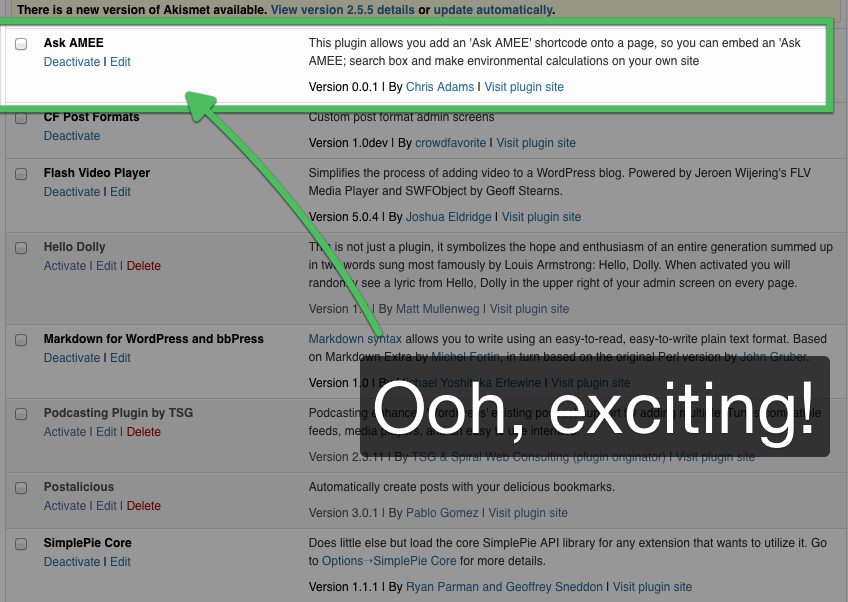 There is a new version of Akismet available. View version 2.5.5 details or update automatically.
Ask AMEE
This plugin allows you add an 'Ask AMEE' shortcode onto a page, so you can embed an 'Ask
Deactivate | Edit
AMEE; search box and make environmental calculations on your own site
Version 0.0.1 | By Chris Adams | Visit plugin site
CF Post Formats
Custom post format admin screens
Deactivate
Version 1.0dev | By crowdfavorite | Visit plugin site
Flash Video Player
Simplifies the process of adding video to a WordPress blog. Powered by Jeroen Wijering's FLV
Deactivate | Edit
Media Player and SWFObject by Geoff Stearns.
Version 5.0.4 | By Joshua Eldridge | Visit plugin site
Hello Dolly
This is not just a plugin, it symbolizes the hope and enthusiasm of an entire generation summed up
Activate | Edit | Delete
in two words sung most famously by Louis Armstrong: Hello, Dolly. When activated you will
randomly see a lyric from Hello, Dolly in the upper right of your admin screen on every page.
Version | By Matt Mullenweg | Visit plugin site
Markdown for WordPress and bbPress
Markdown syntax allows you to write using an easy-to-read, easy-to-write plain text format. Based
Deactivate | Edit
on Markdown Extra by Michel Fortin, in turn based on the original Perl version by John Gruber.
Version 1.0 | By Yoshitsh Erlewine | Visit plugin site
Ooh, exciting!
Podcasting Plugin by TSG
Podcasting existing by adding
Activate | Edit | Delete
feeds, media players, and an easy to use interface.
Version 2.3.11 | By TSG & Spiral Web Consulting (plugin originator) | Visit plugin site
Postalicious
Automatically create posts with your delicious bookmarks.
Activate | Edit | Delete
Version 3.0.1 | By Pablo Gomez | Visit plugin site
SimplePie Core
Does little else but load the core SimplePie API library for any extension that wants to utilize it. Go
Deactivate | Edit
to Options→SimplePie Core for more details.
Version 1.1.1 | By Ryan Parman and Geoffrey Sneddon | Visit plugin site